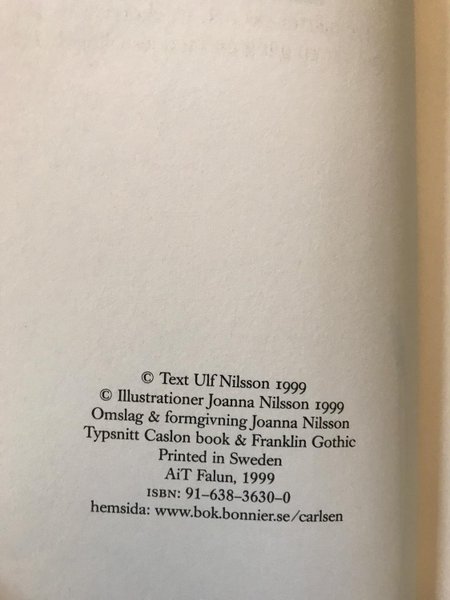 © Text Ulf Nilsson 1999
© Illustrationer Joanna Nilsson 1999
Omslag & formgivning Joanna Nilsson
Typsnitt Caslon book & Franklin Gothic
Printed in Sweden
AiT Falun, 1999
ISBN: 91–638–3630–0
hemsida: www.bok.bonnier.se/carlsen